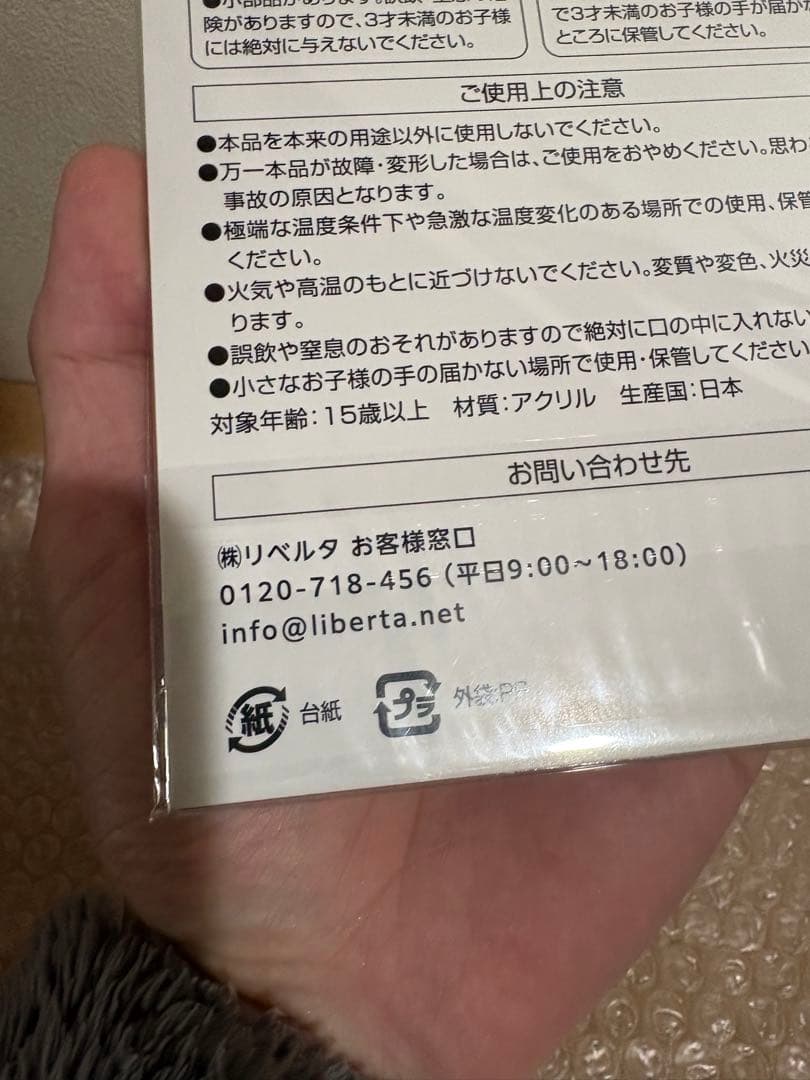 険がありますので、3才未満のお子様
には絶対に与えないでください。
で3才未満のお子様の手が届かな
ところに保管してください。
ご使用上の注意
●本品を本来の用途以外に使用しないでください。
●万一本品が故障・変形した場合は、ご使用をおやめください。思わ
事故の原因となります。
●極端な温度条件下や急激な温度変化のある場所での使用、保管
ください。
●火気や高温のもとに近づけないでください。変質や変色、火災
ります。
●誤飲や窒息のおそれがありますので絶対に口の中に入れない
●小さなお子様の手の届かない場所で使用・保管してください
対象年齢：15歳以上　材質：アクリル　生産国：日本
お問い合わせ先
㈱リベルタ お客様窓口
0120-718-456（平日9:00～18:00）
info@liberta.net
紙 台紙 プラ 外袋:PP